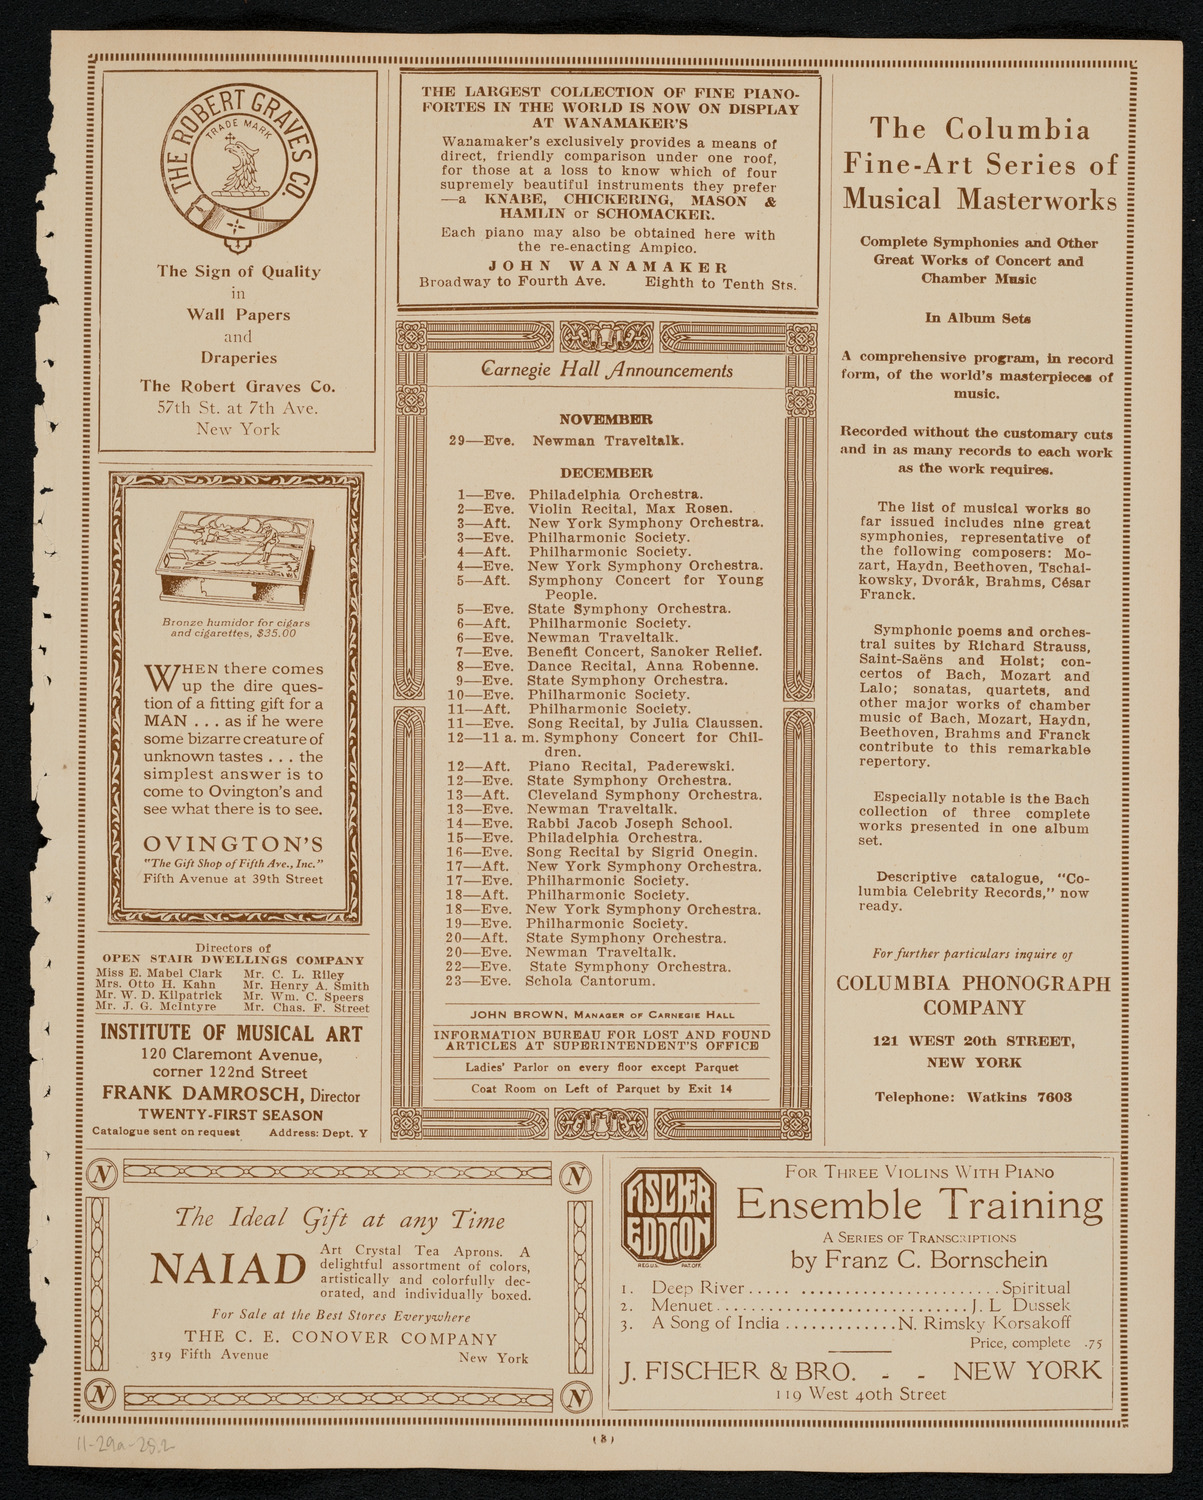 THE ROBERT GRAVES CO.
TRADE MARK
The Sign of Quality
in
Wall Papers
and
Draperies
The Robert Graves Co.
57th St. at 7th Ave.
New York
Bronze humidor for cigars
and cigarettes, $35.00
WHEN there comes
up the dire ques-
tion of a fitting gift for a
MAN . . . as if he were
some bizarre creature of
unknown tastes . . . the
simplest answer is to
come to Ovington's and
see what there is to see.
OVINGTON'S
"The Gift Shop of Fifth Ave., Inc."
Fifth Avenue at 39th Street
Directors of
OPEN STAIR DWELLINGS COMPANY
Miss E. Mabel Clark Mr. C. L. Riley
Mrs. Otto H. Kahn Mr. Henry A. Smith
Mr. W. D. Kilpatrick Mr. Wm. C. Speers
Mr. J. G. McIntyre Mr. Chas. F. Street
INSTITUTE OF MUSICAL ART
120 Claremont Avenue,
corner 122nd Street
FRANK DAMROSCH, Director
TWENTY-FIRST SEASON
Catalogue sent on request Address: Dept. Y
THE LARGEST COLLECTION OF FINE PIANO-
FORTES IN THE WORLD IS NOW ON DISPLAY
AT WANAMAKER'S
Wanamaker's exclusively provides a means of
direct, friendly comparison under one roof,
for those at a loss to know which of four
supremely beautiful instruments they prefer
—a KNABE, CHICKERING, MASON &
HAMLIN or SCHOMACKER.
Each piano may also be obtained here with
the re-enacting Ampico.
JOHN WANAMAKER
Broadway to Fourth Ave. Eighth to Tenth Sts.
Carnegie Hall Announcements
NOVEMBER
29—Eve. Newman Traveltalk.
DECEMBER
1—Eve. Philadelphia Orchestra.
2—Eve. Violin Recital, Max Rosen.
3—Aft. New York Symphony Orchestra.
3—Eve. Philharmonic Society.
4—Aft. Philharmonic Society.
4—Eve. New York Symphony Orchestra.
5—Aft. Symphony Concert for Young
People.
5—Eve. State Symphony Orchestra.
6—Aft. Philharmonic Society.
6—Eve. Newman Traveltalk.
7—Eve. Benefit Concert, Sanoker Relief.
8—Eve. Dance Recital, Anna Robenne.
9—Eve. State Symphony Orchestra.
10—Eve. Philharmonic Society.
11—Aft. Philharmonic Society.
11—Eve. Song Recital, by Julia Claussen.
12—11 a. m. Symphony Concert for Chil-
dren.
12—Aft. Piano Recital, Paderewski.
12—Eve. State Symphony Orchestra.
13—Aft. Cleveland Symphony Orchestra.
13—Eve. Newman Traveltalk.
14—Eve. Rabbi Jacob Joseph School.
15—Eve. Philadelphia Orchestra.
16—Eve. Song Recital by Sigrid Onegin.
17—Aft. New York Symphony Orchestra.
17—Eve. Philharmonic Society.
18—Aft. Philharmonic Society.
18—Eve. New York Symphony Orchestra.
19—Eve. Philharmonic Society.
20—Aft. State Symphony Orchestra.
20—Eve. Newman Traveltalk.
22—Eve. State Symphony Orchestra.
23—Eve. Schola Cantorum.
JOHN BROWN, MANAGER OF CARNEGIE HALL
INFORMATION BUREAU FOR LOST AND FOUND
ARTICLES AT SUPERINTENDENT'S OFFICE
Ladies' Parlor on every floor except Parquet
Coat Room on Left of Parquet by Exit 14
The Columbia
Fine-Art Series of
Musical Masterworks
Complete Symphonies and Other
Great Works of Concert and
Chamber Music
In Album Sets
A comprehensive program, in record
form, of the world's masterpieces of
music.
Recorded without the customary cuts
and in as many records to each work
as the work requires.
The list of musical works so
far issued includes nine great
symphonies, representative of
the following composers: Mo-
zart, Haydn, Beethoven, Tschai-
kowsky, Dvorák, Brahms, César
Franck.
Symphonic poems and orches-
tral suites by Richard Strauss,
Saint-Saëns and Holst; con-
certos of Bach, Mozart and
Lalo; sonatas, quartets, and
other major works of chamber
music of Bach, Mozart, Haydn,
Beethoven, Brahms and Franck
contribute to this remarkable
repertory.
Especially notable is the Bach
collection of three complete
works presented in one album
set.
Descriptive catalogue, "Co-
lumbia Celebrity Records," now
ready.
For further particulars inquire of
COLUMBIA PHONOGRAPH
COMPANY
121 WEST 20th STREET,
NEW YORK
Telephone: Watkins 7603
N
N
The Ideal Gift at any Time
NAIAD
Art Crystal Tea Aprons. A
delightful assortment of colors,
artistically and colorfully dec-
orated, and individually boxed.
For Sale at the Best Stores Everywhere
THE C. E. CONOVER COMPANY
319 Fifth Avenue New York
N
N
FISCHER
EDITION
REG.U.S. PAT.OFF.
FOR THREE VIOLINS WITH PIANO
Ensemble Training
A SERIES OF TRANSCRIPTIONS
by Franz C. Bornschein
1. Deep River..... ........................Spiritual
2. Menuet..............................J. L Dussek
3. A Song of India .............N. Rimsky Korsakoff
Price, complete .75
J. FISCHER & BRO. - - NEW YORK
119 West 40th Street
(8)
11-29a-28.2